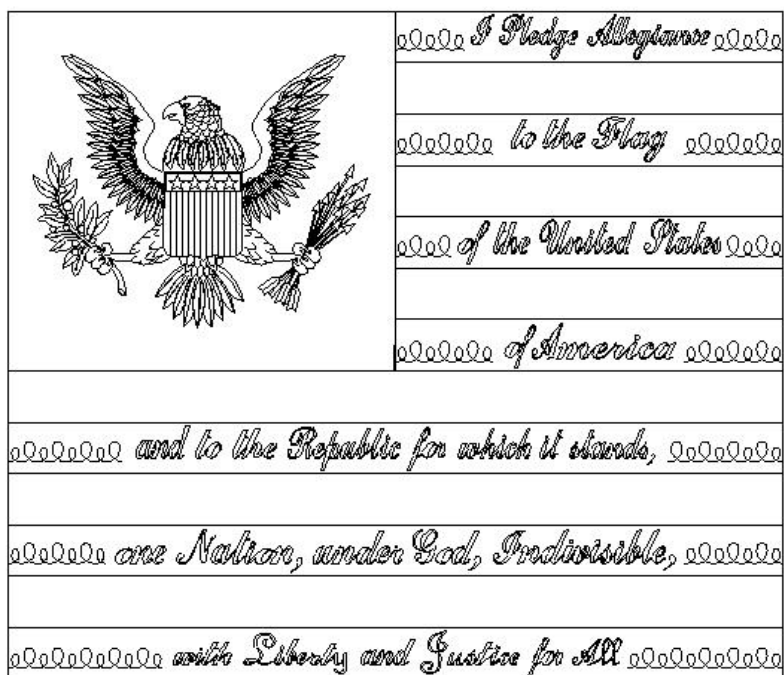 I Pledge Allegiance
to the Flag
of the United States
of America
and to the Republic for which it stands,
one Nation, under God, Indivisible,
with Liberty and Justice for All